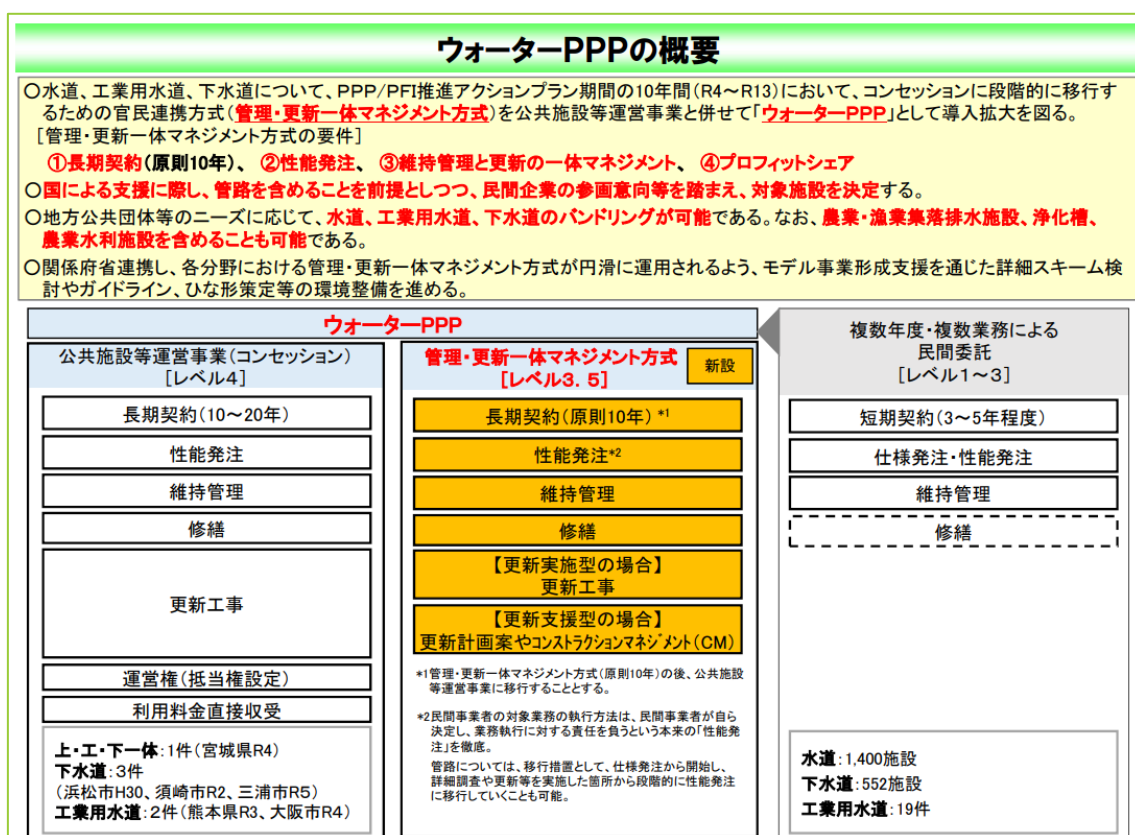 ウォーターPPPの概要
○水道、工業用水道、下水道について、PPP/PFI推進アクションプラン期間の10年間(R4～R13)において、コンセッションに段階的に移行す
るための官民連携方式(管理・更新一体マネジメント方式)を公共施設等運営事業と併せて「ウォーターPPP」として導入拡大を図る。
[管理・更新一体マネジメント方式の要件]
①長期契約(原則10年)、 ②性能発注、 ③維持管理と更新の一体マネジメント、 ④プロフィットシェア
○国による支援に際し、管路を含めることを前提としつつ、民間企業の参画意向等を踏まえ、対象施設を決定する。
○地方公共団体等のニーズに応じて、水道、工業用水道、下水道のバンドリングが可能である。なお、農業・漁業集落排水施設、浄化槽、
農業水利施設を含めることも可能である。
○関係府省連携し、各分野における管理・更新一体マネジメント方式が円滑に運用されるよう、モデル事業形成支援を通じた詳細スキーム検
討やガイドライン、ひな形策定等の環境整備を進める。
ウォーターPPP
公共施設等運営事業(コンセッション)
[レベル4]
長期契約(10～20年)
性能発注
維持管理
修繕
更新工事
運営権(抵当権設定)
利用料金直接収受
上・工・下一体:1件(宮城県R4)
下水道:3件
(浜松市H30、須崎市R2、三浦市R5)
工業用水道:2件(熊本県R3、大阪市R4)
管理・更新一体マネジメント方式
[レベル3.5]
新設
長期契約(原則10年) *1
性能発注*2
維持管理
修繕
【更新実施型の場合】
更新工事
【更新支援型の場合】
更新計画案やコンストラクションマネジメント(CM)
*1管理・更新一体マネジメント方式(原則10年)の後、公共施設
等運営事業に移行することとする。
*2民間事業者の対象業務の執行方法は、民間事業者が自ら
決定し、業務執行に対する責任を負うという本来の「性能発
注」を徹底。
管路については、移行措置として、仕様発注から開始し、
詳細調査や更新等を実施した箇所から段階的に性能発注
に移行していくことも可能。
複数年度・複数業務による
民間委託
[レベル1～3]
短期契約(3～5年程度)
仕様発注・性能発注
維持管理
修繕
水道:1,400施設
下水道:552施設
工業用水道:19件